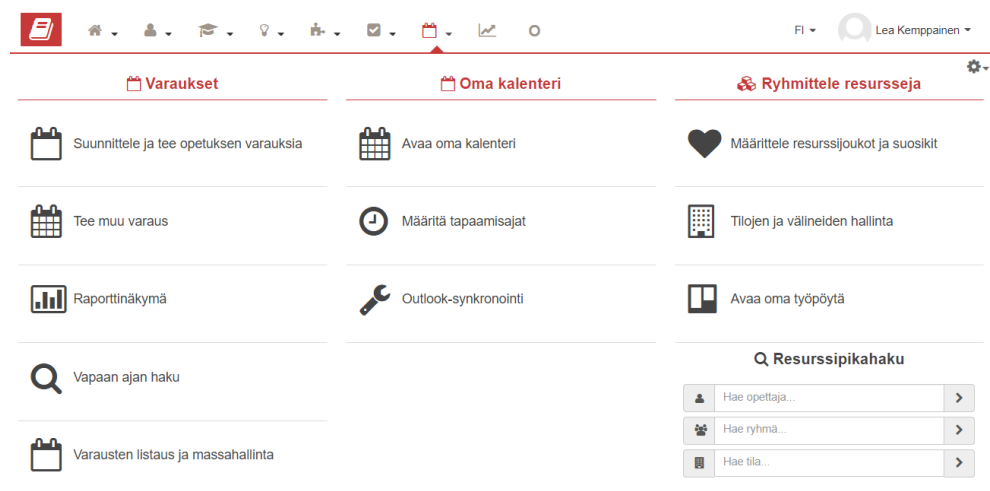 FI
Lea Kemppainen
Varaukset
Suunnittele ja tee opetuksen varauksia
Tee muu varaus
Raporttinäkymä
Vapaan ajan haku
Varausten listaus ja massahallinta
Oma kalenteri
Avaa oma kalenteri
Määritä tapaamisajat
Outlook-synkronointi
Ryhmittele resursseja
Määrittele resurssijoukot ja suosikit
Tilojen ja välineiden hallinta
Avaa oma työpöytä
Resurssipikahaku
Hae opettaja...
Hae ryhmä...
Hae tila...